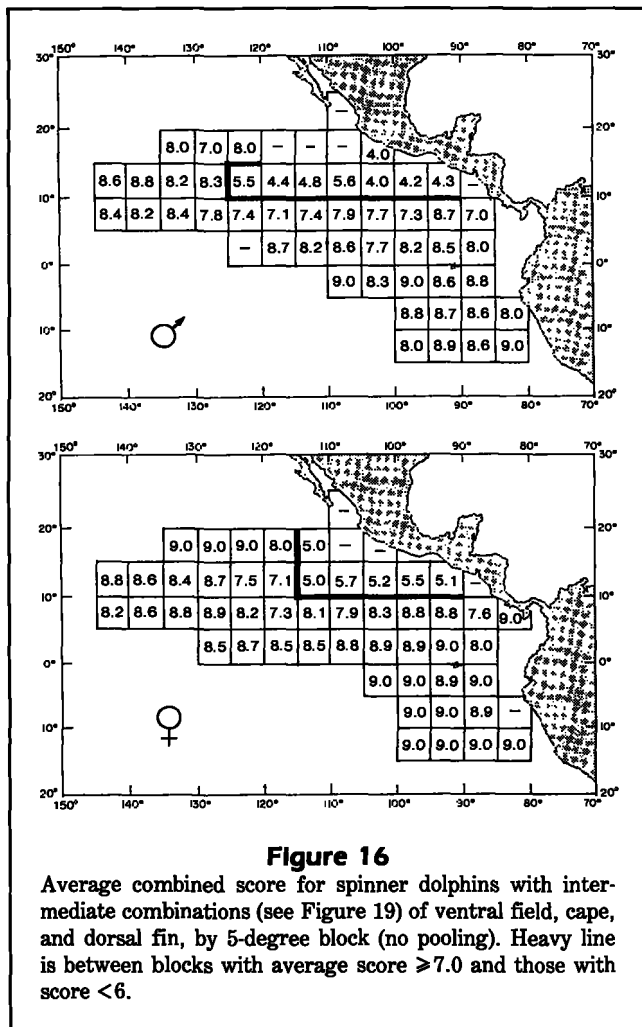 150° 140° 130° 120° 110° 100° 90° 80° 70°
30° 30°
–
20° 8.0 7.0 8.0 – – – 4.0 20°
8.6 8.8 8.2 8.3 5.5 4.4 4.8 5.6 4.0 4.2 4.3 –
10° 8.4 8.2 8.4 7.8 7.4 7.1 7.4 7.9 7.7 7.3 8.7 7.0 10°
– 8.7 8.2 8.6 7.7 8.2 8.5 8.0
0° 9.0 8.3 9.0 8.6 8.8 0°
8.8 8.7 8.6 8.0
10° ♂ 8.0 8.9 8.6 9.0 10°
20° 20°
150° 140° 130° 120° 110° 100° 90° 80° 70°
150° 140° 130° 120° 110° 100° 90° 80° 70°
30° 30°
–
20° 9.0 9.0 9.0 8.0 5.0 – – 20°
8.8 8.6 8.4 8.7 7.5 7.1 5.0 5.7 5.2 5.5 5.1 –
10° 8.2 8.6 8.8 8.9 8.2 7.3 8.1 7.9 8.3 8.8 8.8 7.6 9.0 10°
8.5 8.7 8.5 8.5 8.8 8.9 8.9 9.0 8.0
0° 9.0 9.0 8.9 9.0 0°
9.0 9.0 8.9 –
10° ♀ 9.0 9.0 9.0 9.0 10°
20° 20°
150° 140° 130° 120° 110° 100° 90° 80° 70°
Figure 16
Average combined score for spinner dolphins with inter-
mediate combinations (see Figure 19) of ventral field, cape,
and dorsal fin, by 5-degree block (no pooling). Heavy line
is between blocks with average score ⩾7.0 and those with
score <6.